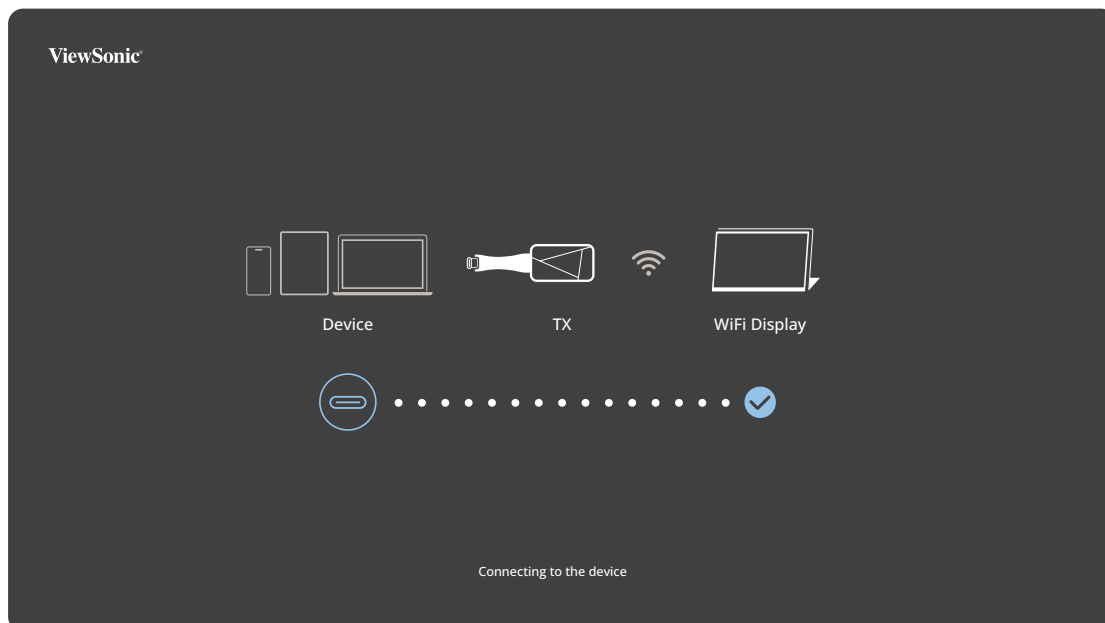 ViewSonic®
Device
TX
WiFi Display
Connecting to the device